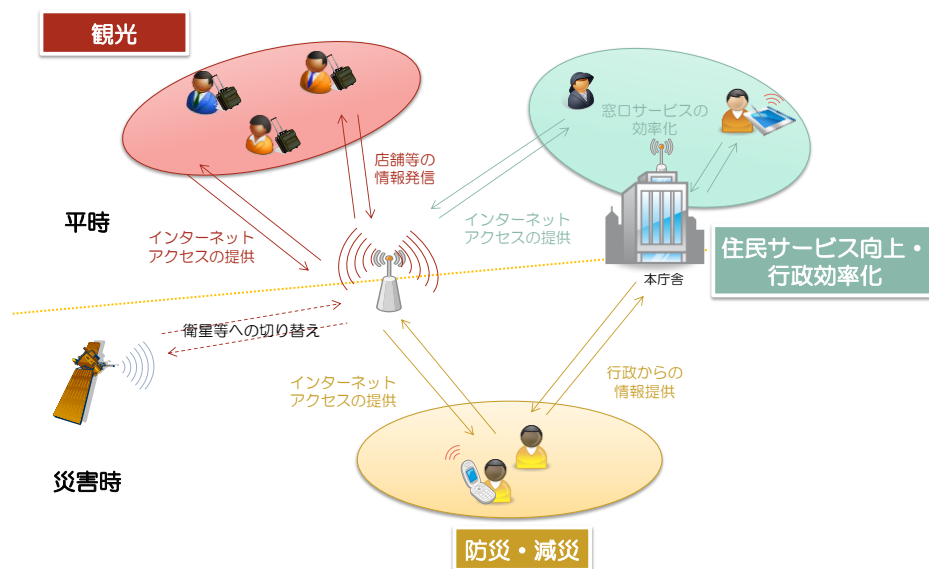 観光
店舗等の
情報発信
窓口サービスの
効率化
平時
インターネット
アクセスの提供
インターネット
アクセスの提供
住民サービス向上・
行政効率化
本庁舎
衛星等への切り替え
インターネット
アクセスの提供
行政からの
情報提供
災害時
防災・減災